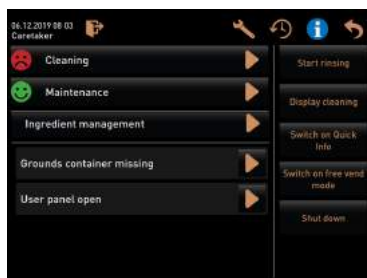 06.12.2019 08 03
Caretaker
Cleaning
Maintenance
Ingredient management
Grounds container missing
User panel open
Start rinsing
Display cleaning
Switch on Quick
Info
Switch on free vend
mode
Shut down